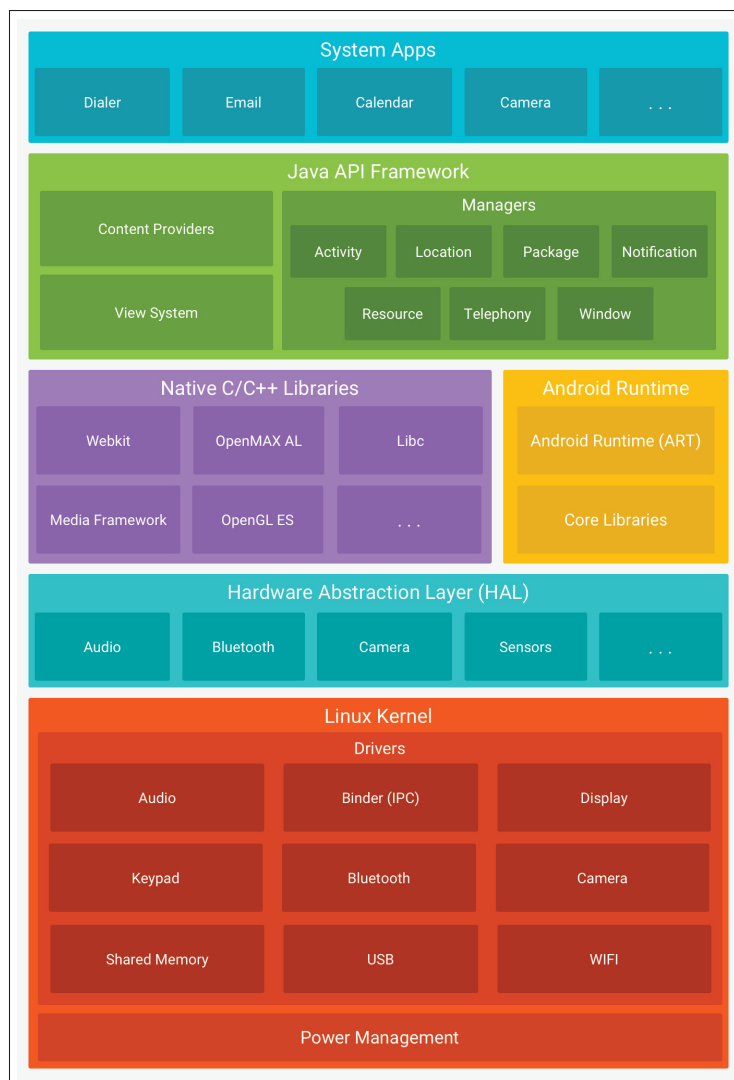 System Apps
Dialer
Email
Calendar
Camera
. . .
Java API Framework
Content Providers
View System
Managers
Activity
Location
Package
Notification
Resource
Telephony
Window
Native C/C++ Libraries
Webkit
OpenMAX AL
Libc
Media Framework
OpenGL ES
. . .
Android Runtime
Android Runtime (ART)
Core Libraries
Hardware Abstraction Layer (HAL)
Audio
Bluetooth
Camera
Sensors
. . .
Linux Kernel
Drivers
Audio
Binder (IPC)
Display
Keypad
Bluetooth
Camera
Shared Memory
USB
WIFI
Power Management